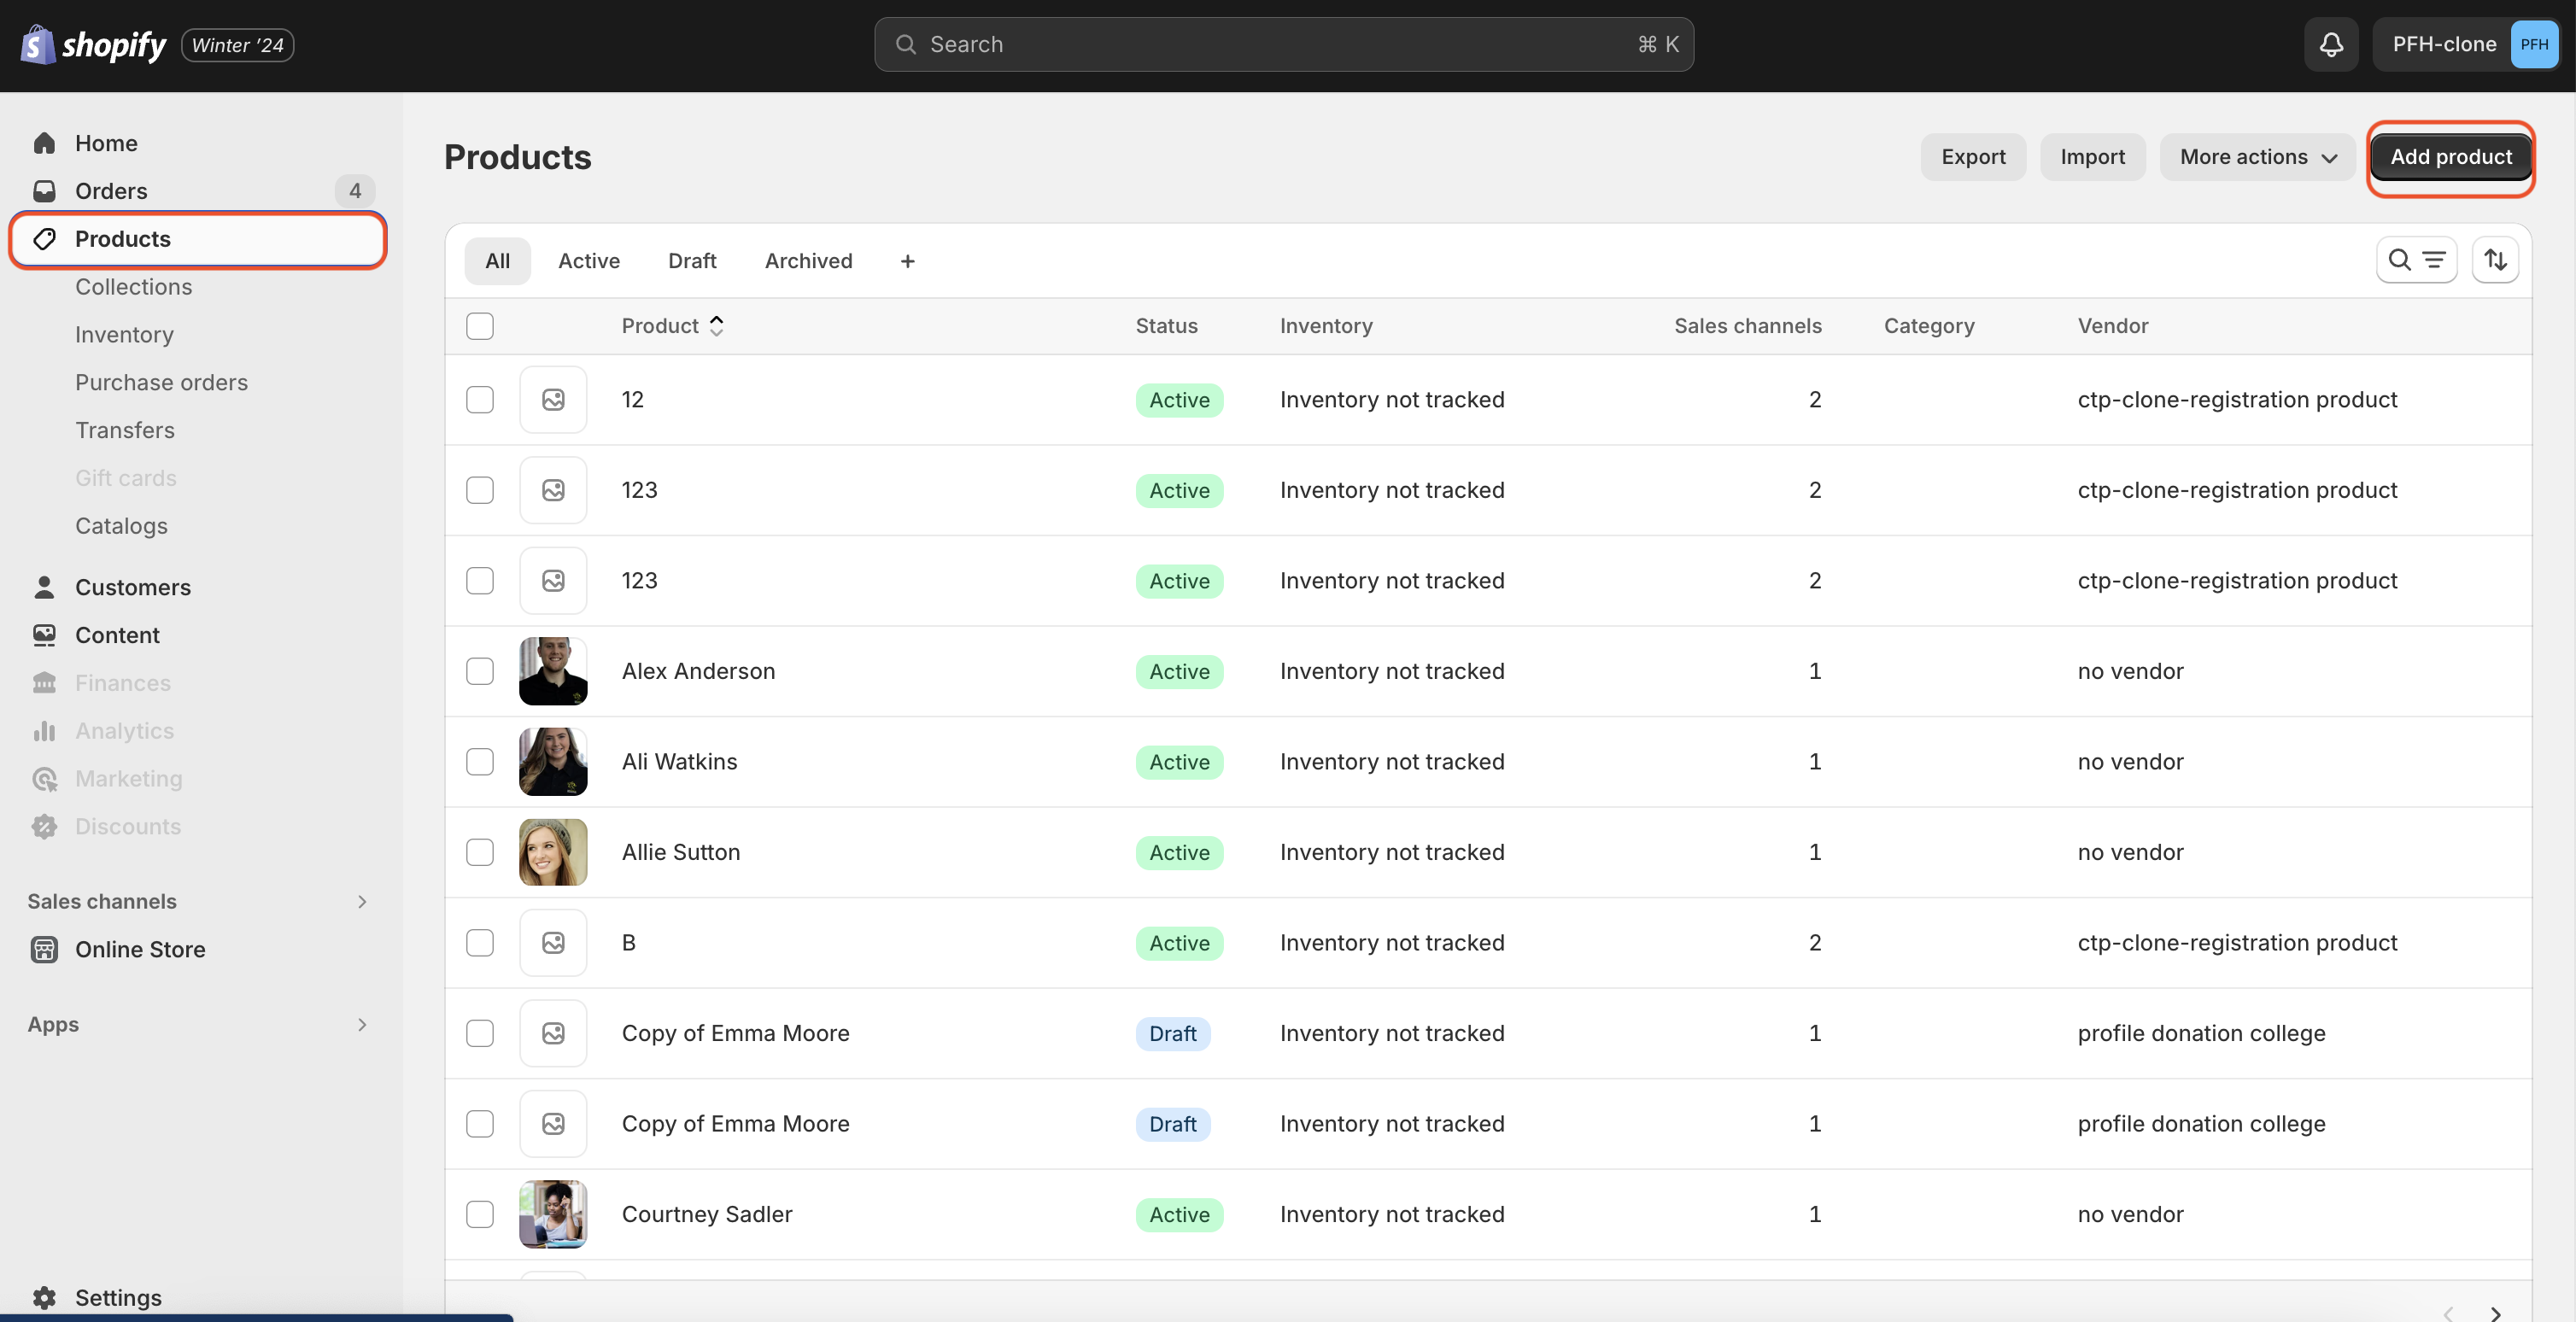 shopify Winter '24 Search ⌘ K PFH-clone PFH
Home
Orders 4
Products
Collections
Inventory
Purchase orders
Transfers
Gift cards
Catalogs
Customers
Content
Finances
Analytics
Marketing
Discounts
Sales channels
Online Store
Apps
Settings
Products Export Import More actions Add product
All Active Draft Archived +
Product Status Inventory Sales channels Category Vendor
12 Active Inventory not tracked 2 ctp-clone-registration product
123 Active Inventory not tracked 2 ctp-clone-registration product
123 Active Inventory not tracked 2 ctp-clone-registration product
Alex Anderson Active Inventory not tracked 1 no vendor
Ali Watkins Active Inventory not tracked 1 no vendor
Allie Sutton Active Inventory not tracked 1 no vendor
B Active Inventory not tracked 2 ctp-clone-registration product
Copy of Emma Moore Draft Inventory not tracked 1 profile donation college
Copy of Emma Moore Draft Inventory not tracked 1 profile donation college
Courtney Sadler Active Inventory not tracked 1 no vendor